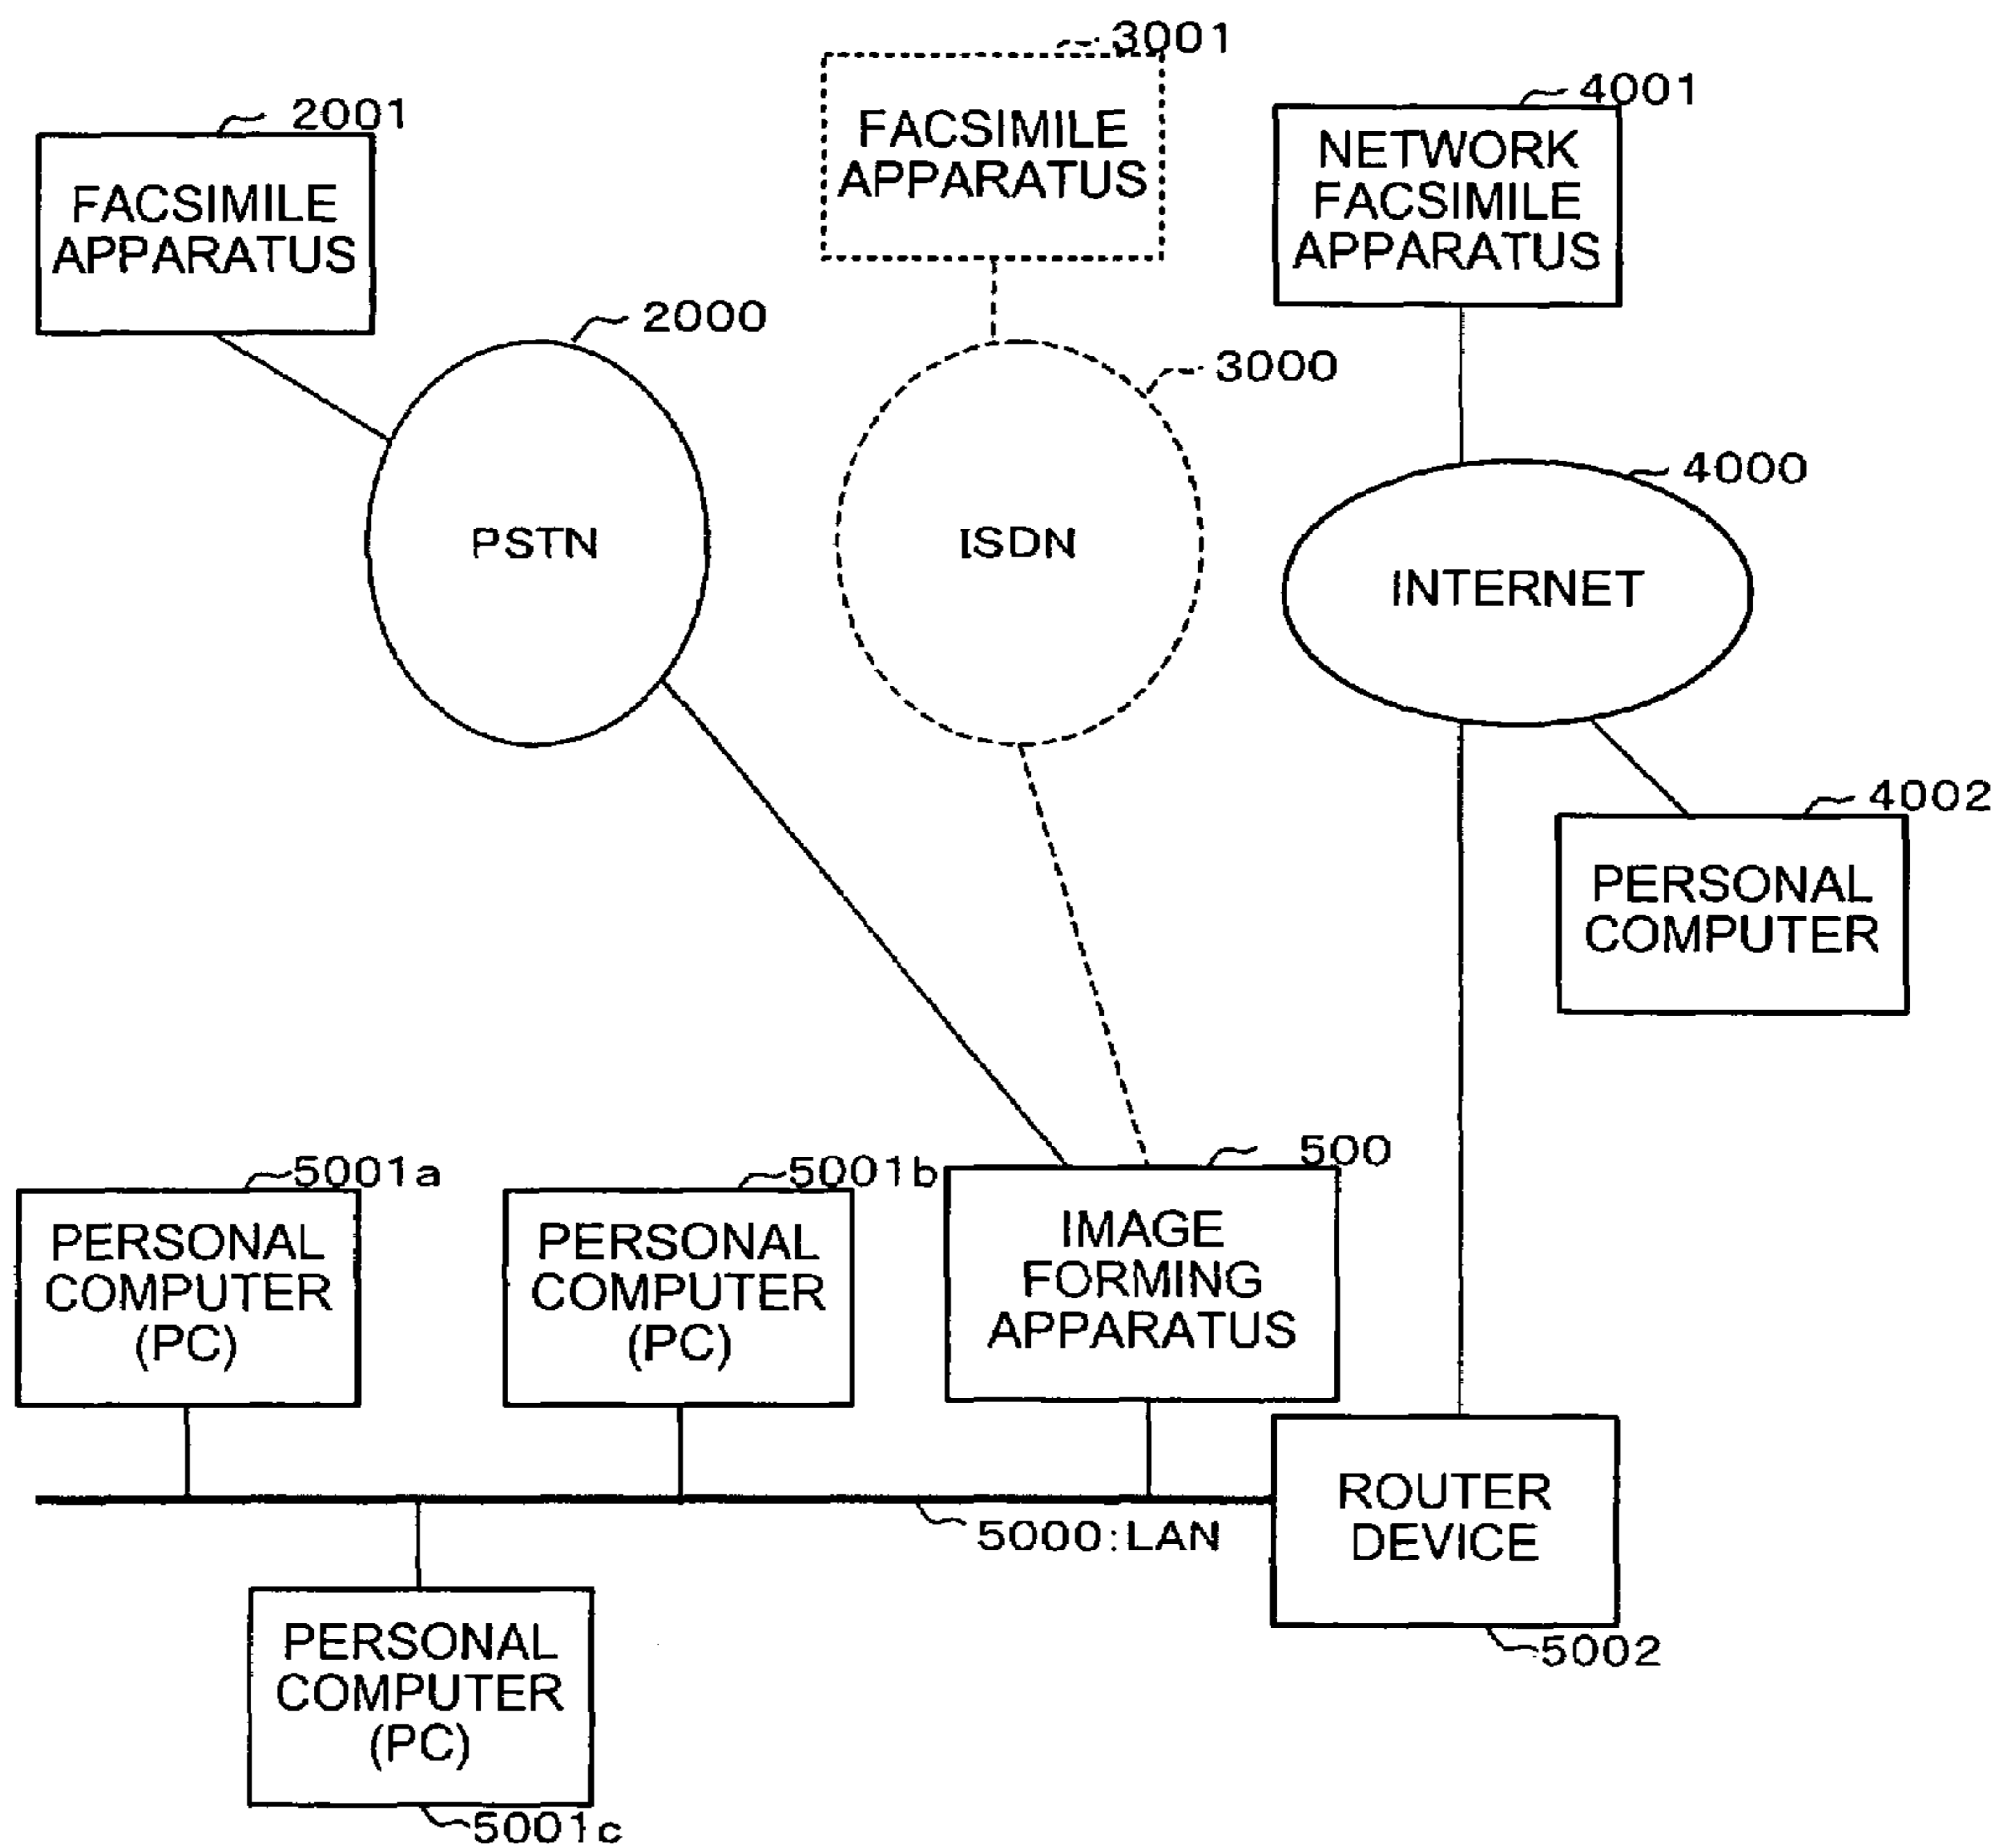 3001
2001
4001
FACSIMILE
APPARATUS
FACSIMILE
APPARATUS
NETWORK
FACSIMILE
APPARATUS
2000
3000
4000
PSTN
ISDN
INTERNET
4002
PERSONAL
COMPUTER
5001a
5001b
500
PERSONAL
COMPUTER
(PC)
PERSONAL
COMPUTER
(PC)
IMAGE
FORMING
APPARATUS
5000:LAN
ROUTER
DEVICE
5002
PERSONAL
COMPUTER
(PC)
5001c